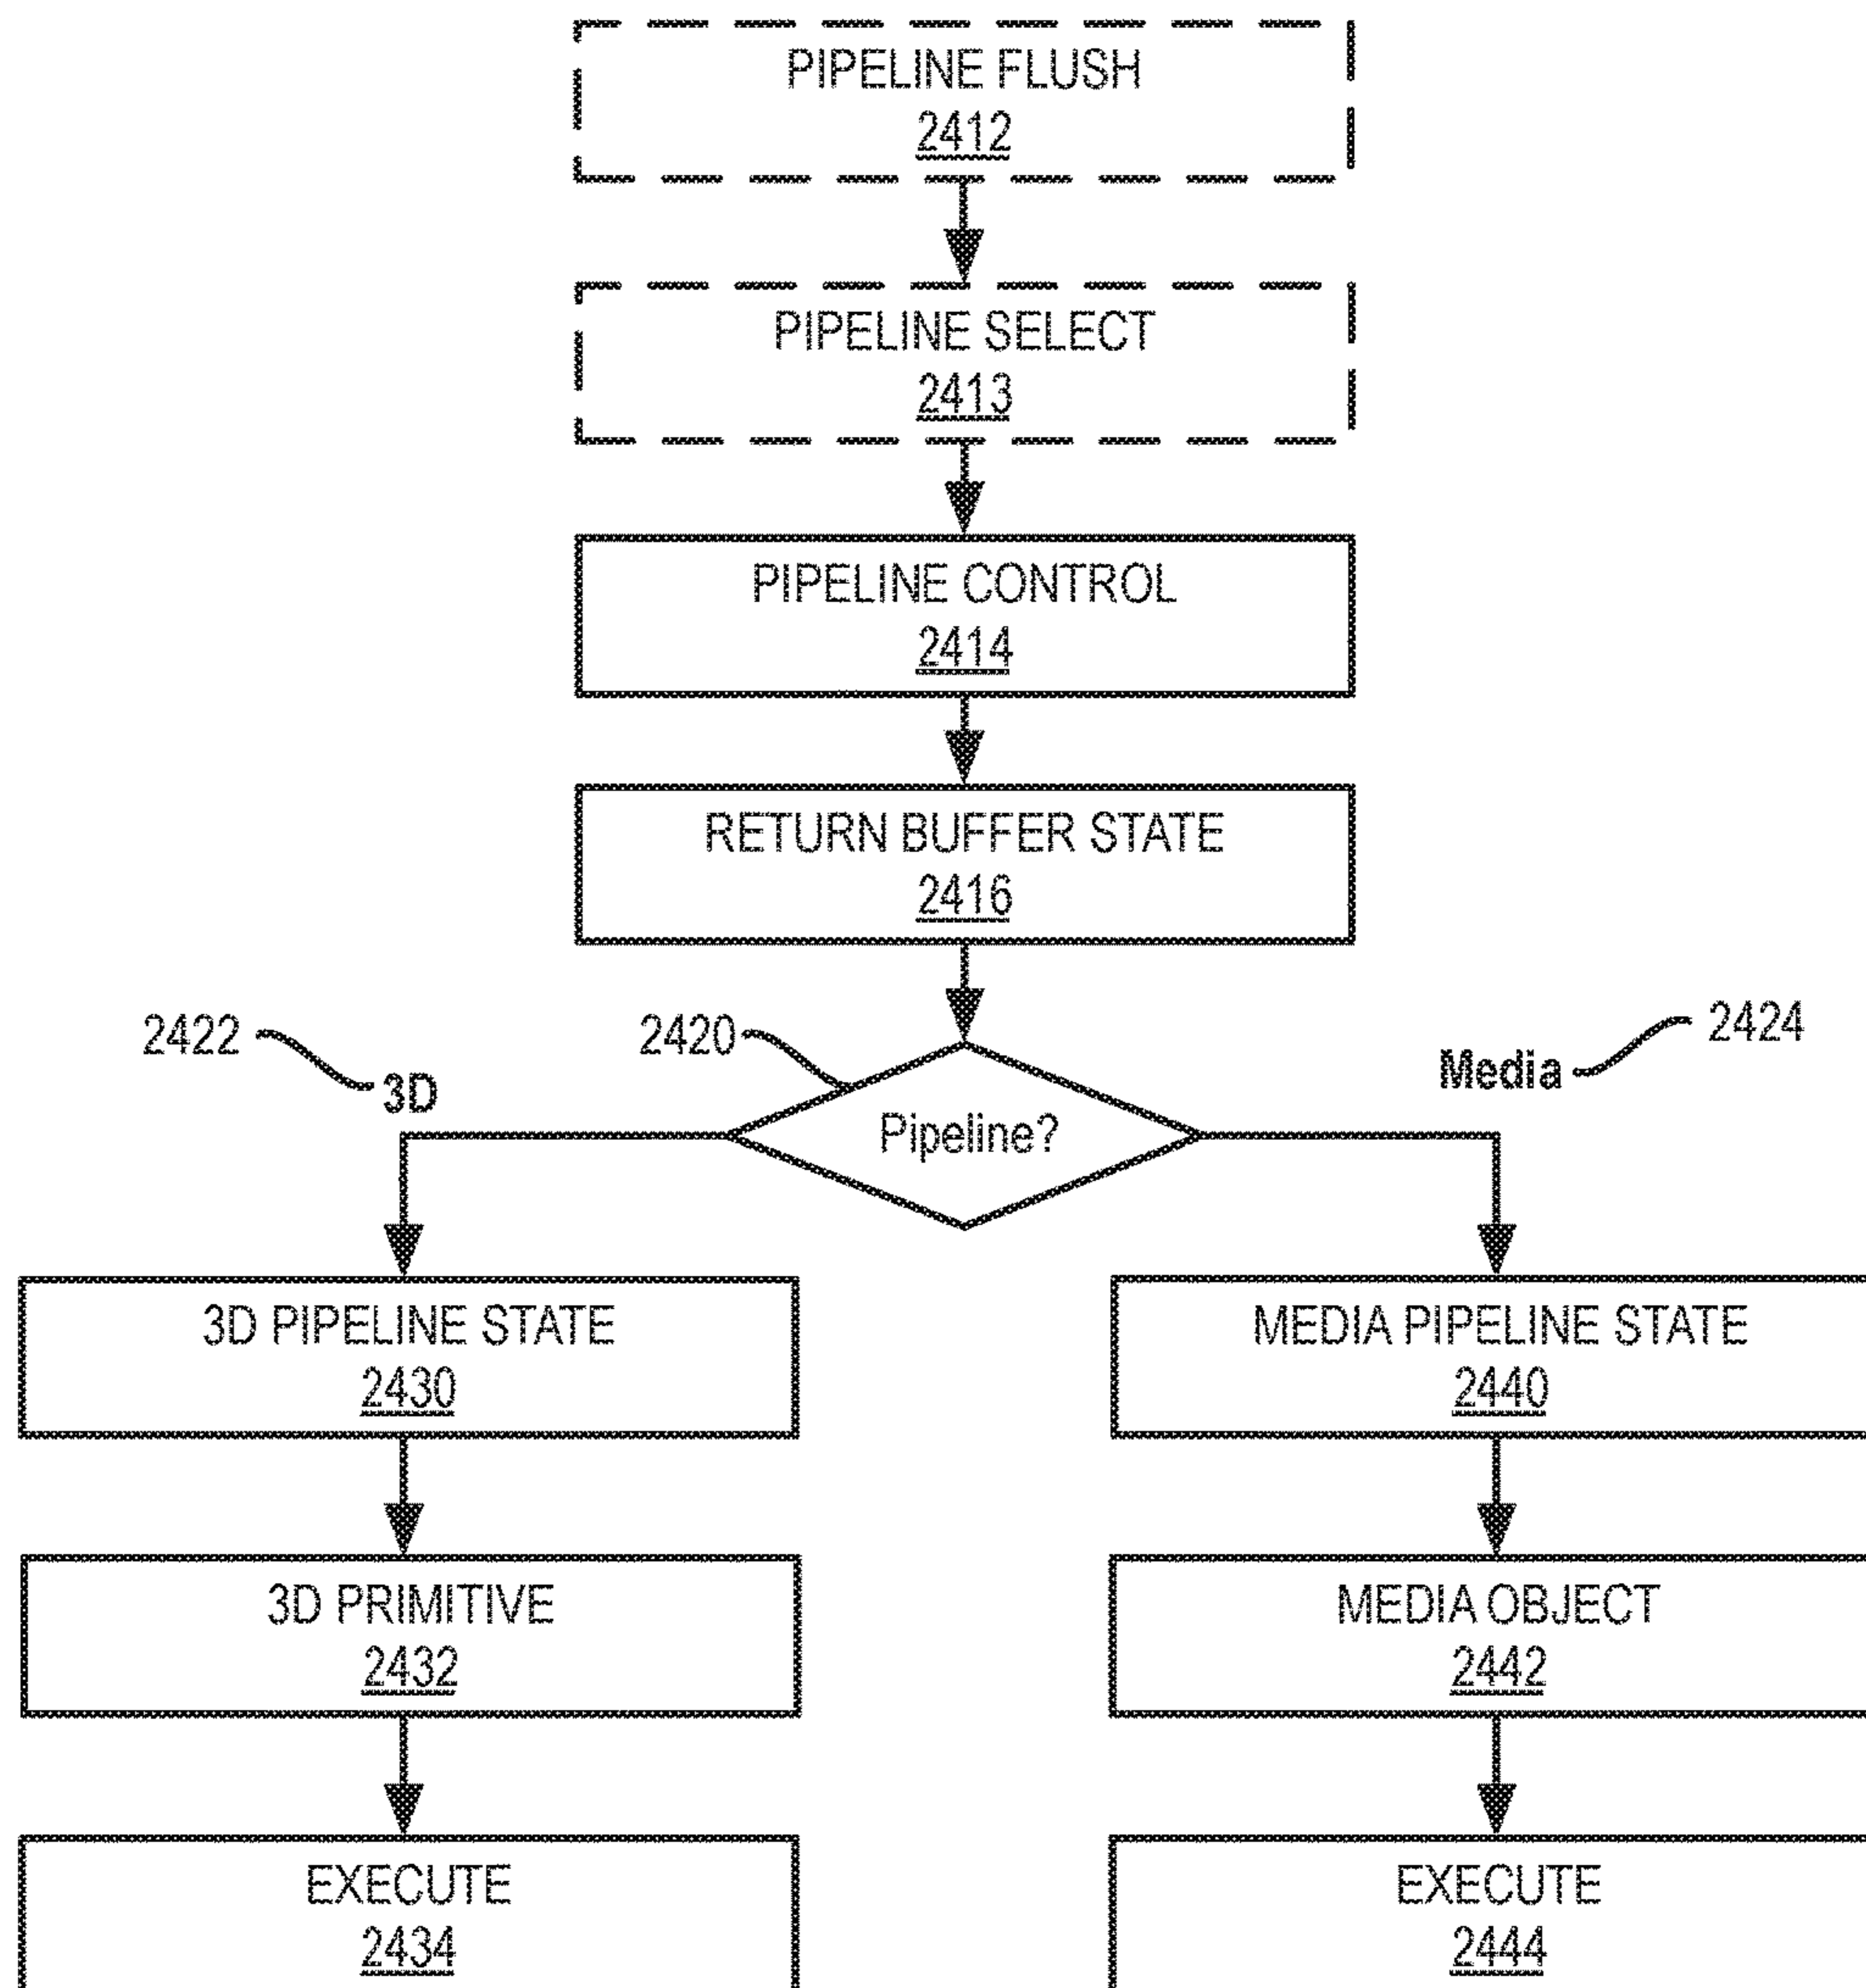 PIPELINE FLUSH
2412
PIPELINE SELECT
2413
PIPELINE CONTROL
2414
RETURN BUFFER STATE
2416
2422
3D
2420
Pipeline?
Media
2424
3D PIPELINE STATE
2430
MEDIA PIPELINE STATE
2440
3D PRIMITIVE
2432
MEDIA OBJECT
2442
EXECUTE
2434
EXECUTE
2444